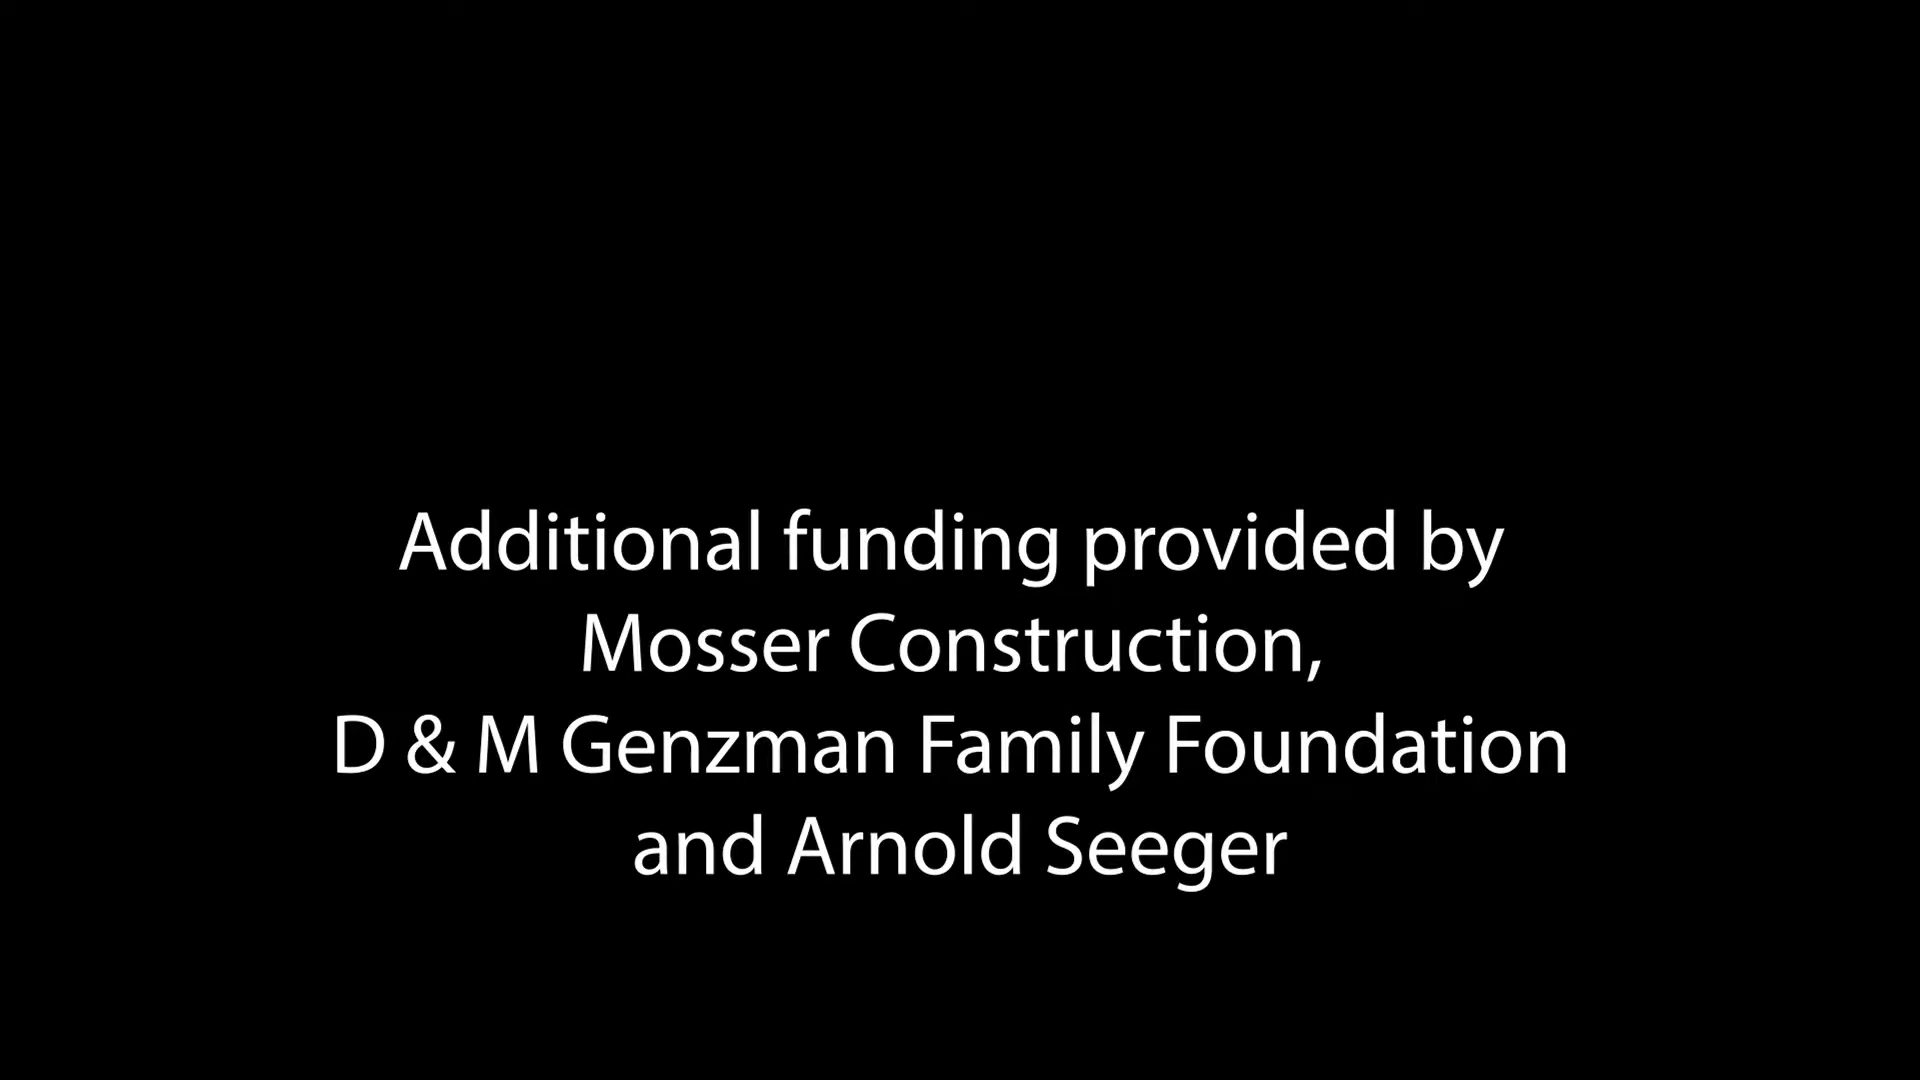 Additional funding provided by
Mosser Construction,
D & M Genzman Family Foundation
and Arnold Seeger